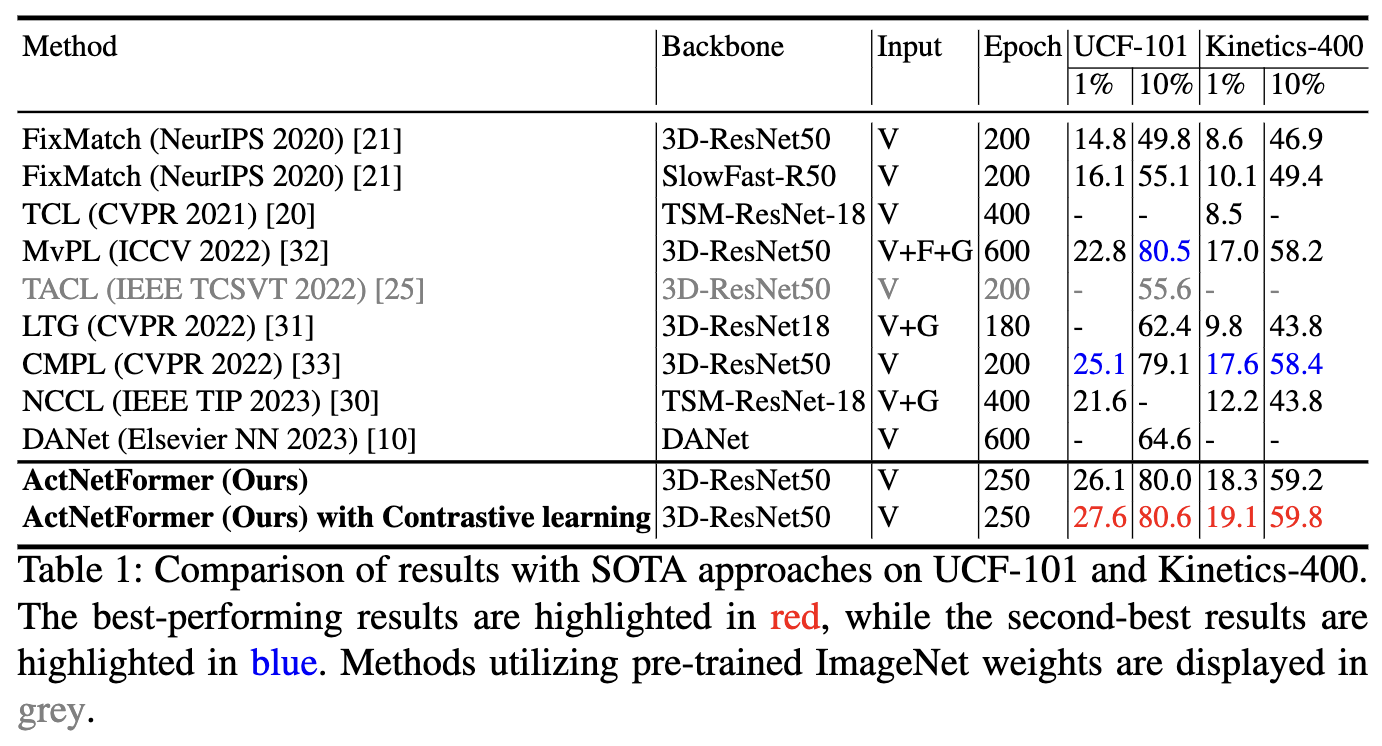 Method Backbone Input Epoch UCF-101 Kinetics-400
1% 10% 1% 10%
FixMatch (NeurIPS 2020) [21] 3D-ResNet50 V 200 14.8 49.8 8.6 46.9
FixMatch (NeurIPS 2020) [21] SlowFast-R50 V 200 16.1 55.1 10.1 49.4
TCL (CVPR 2021) [20] TSM-ResNet-18 V 400 - - 8.5 -
MvPL (ICCV 2022) [32] 3D-ResNet50 V+F+G 600 22.8 80.5 17.0 58.2
TACL (IEEE TCSVT 2022) [25] 3D-ResNet50 V 200 - 55.6 - -
LTG (CVPR 2022) [31] 3D-ResNet18 V+G 180 - 62.4 9.8 43.8
CMPL (CVPR 2022) [33] 3D-ResNet50 V 200 25.1 79.1 17.6 58.4
NCCL (IEEE TIP 2023) [30] TSM-ResNet-18 V+G 400 21.6 - 12.2 43.8
DANet (Elsevier NN 2023) [10] DANet V 600 - 64.6 - -
ActNetFormer (Ours) 3D-ResNet50 V 250 26.1 80.0 18.3 59.2
ActNetFormer (Ours) with Contrastive learning 3D-ResNet50 V 250 27.6 80.6 19.1 59.8
Table 1: Comparison of results with SOTA approaches on UCF-101 and Kinetics-400.
The best-performing results are highlighted in red, while the second-best results are
highlighted in blue. Methods utilizing pre-trained ImageNet weights are displayed in
grey.